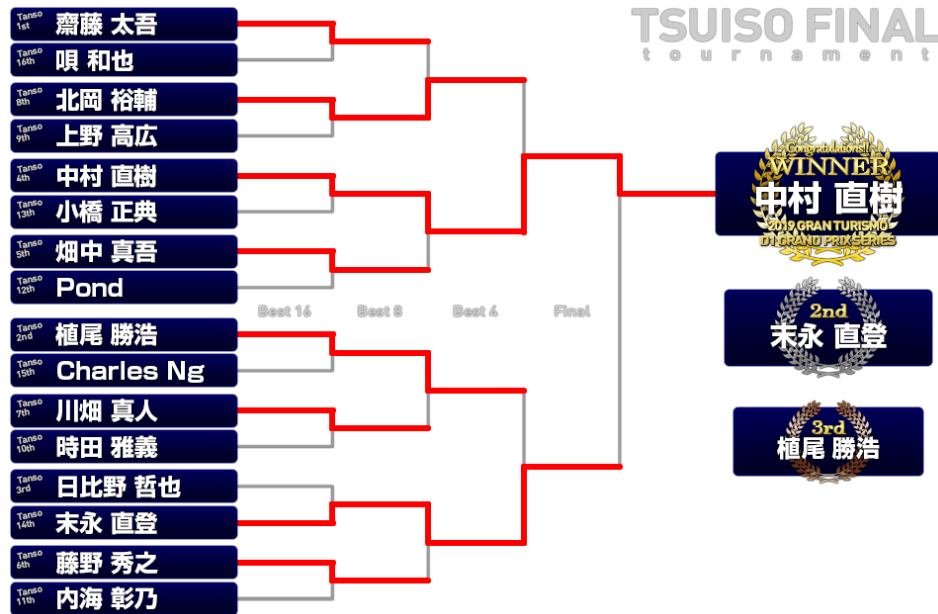 TSUISO FINAL
tournament
Tanso
1st
齋藤 太吾
Tanso
16th
唄 和也
Tanso
8th
北岡 裕輔
Tanso
9th
上野 高広
Tanso
4th
中村 直樹
Tanso
13th
小橋 正典
Tanso
5th
畑中 真吾
Tanso
12th
Pond
Best 16
Best 8
Best 4
Final
Tanso
2nd
植尾 勝浩
Tanso
15th
Charles Ng
Tanso
7th
川畑 真人
Tanso
10th
時田 雅義
Tanso
3rd
日比野 哲也
Tanso
14th
末永 直登
Tanso
6th
藤野 秀之
Tanso
11th
内海 彰乃
Congratulations!!
WINNER
中村 直樹
2019 GRAN TURISMO
D1 GRAND PRIX SERIES
2nd
末永 直登
3rd
植尾 勝浩